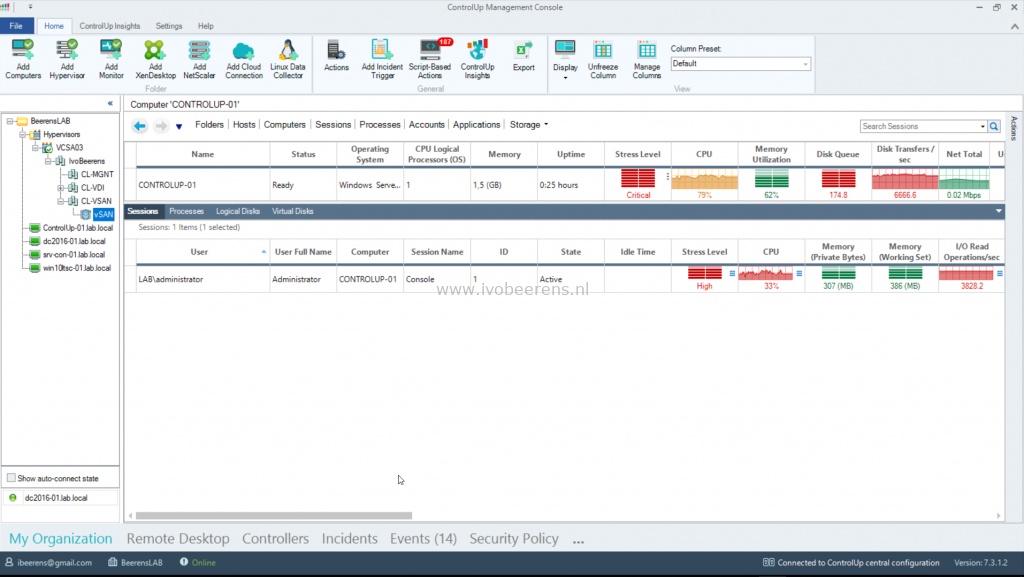 ControlUp Management Console
File Home ControlUp Insights Settings Help
Add Computers
Add Hypervisor
Add Monitor
Add XenDesktop
Add NetScaler
Add Cloud Connection
Linux Data Collector
Folder
Actions
Add Incident Trigger
187
Script-Based Actions
ControlUp Insights
Export
General
Display
Unfreeze Column
Manage Columns
Column Preset:
Default
View
«
BeerensLAB
Hypervisors
VCSA03
IvoBeerens
CL-MGNT
CL-VDI
CL-VSAN
vSAN
ControlUp-01.lab.local
dc2016-01.lab.local
srv-con-01.lab.local
win10ltsc-01.lab.local
Show auto-connect state
dc2016-01.lab.local
Computer 'CONTROLUP-01'
Folders Hosts Computers Sessions Processes Accounts Applications Storage
Search Sessions
Actions
Name Status Operating System CPU Logical Processors (OS) Memory Uptime Stress Level CPU Memory Utilization Disk Queue Disk Transfers / sec Net Total
CONTROLUP-01 Ready Windows Serve... 1 1,5 (GB) 0:25 hours Critical 79% 62% 174.8 6666.6 0.02 Mbps
Sessions Processes Logical Disks Virtual Disks
Sessions: 1 Items (1 selected)
User User Full Name Computer Session Name ID State Idle Time Stress Level CPU Memory (Private Bytes) Memory (Working Set) I/O Read Operations/sec
LAB\administrator Administrator CONTROLUP-01 Console 1 Active High 33% 307 (MB) 386 (MB) 3828.2
www.ivobeerens.nl
My Organization Remote Desktop Controllers Incidents Events (14) Security Policy ...
ibeerens@gmail.com BeerensLAB Online Connected to ControlUp central configuration Version: 7.3.1.2